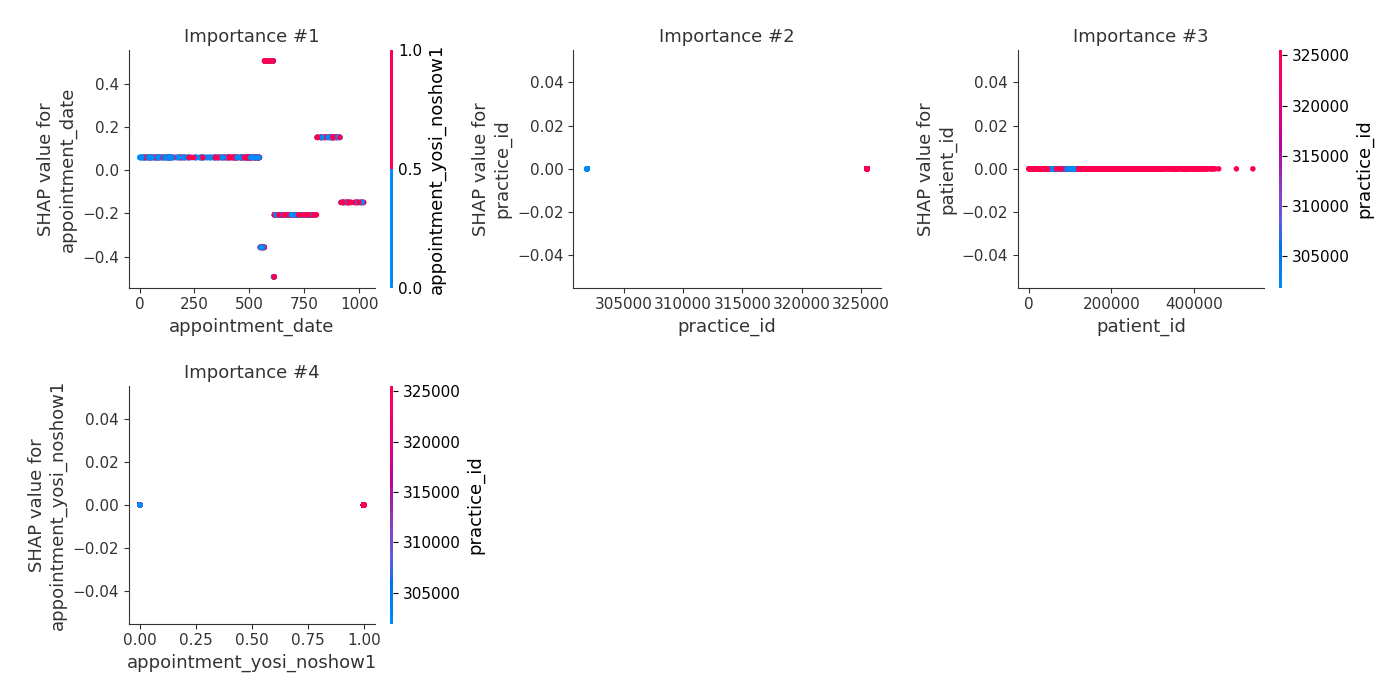 Importance #1
SHAP value for
appointment_date
0.4
0.2
0.0
−0.2
−0.4
0
250
500
750
1000
appointment_date
1.0
0.5
0.0
appointment_yosi_noshow1
Importance #2
SHAP value for
practice_id
0.04
0.02
0.00
−0.02
−0.04
305000
310000
315000
320000
325000
practice_id
Importance #3
SHAP value for
patient_id
0.04
0.02
0.00
−0.02
−0.04
0
200000
400000
patient_id
325000
320000
315000
310000
305000
practice_id
Importance #4
SHAP value for
appointment_yosi_noshow1
0.04
0.02
0.00
−0.02
−0.04
0.00
0.25
0.50
0.75
1.00
appointment_yosi_noshow1
325000
320000
315000
310000
305000
practice_id